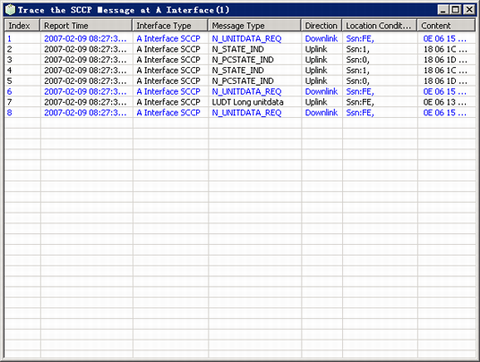 Trace the SCCP Message at A Interface(1)
Index Report Time Interface Type Message Type Direction Location Condit... Content
1 2007-02-09 08:27:3... A Interface SCCP N_UNITDATA_REQ Downlink Ssn:FE, 0E 06 15 ...
2 2007-02-09 08:27:3... A Interface SCCP N_STATE_IND Uplink Ssn:1, 18 06 1C ...
3 2007-02-09 08:27:3... A Interface SCCP N_PCSTATE_IND Uplink Ssn:0, 18 06 1D ...
4 2007-02-09 08:27:3... A Interface SCCP N_STATE_IND Uplink Ssn:1, 18 06 1C ...
5 2007-02-09 08:27:3... A Interface SCCP N_PCSTATE_IND Uplink Ssn:0, 18 06 1D ...
6 2007-02-09 08:27:3... A Interface SCCP N_UNITDATA_REQ Downlink Ssn:FE, 0E 06 15 ...
7 2007-02-09 08:27:3... A Interface SCCP LUDT Long unitdata Uplink Ssn:FE, 0E 06 13 ...
8 2007-02-09 08:27:3... A Interface SCCP N_UNITDATA_REQ Downlink Ssn:FE, 0E 06 15 ...